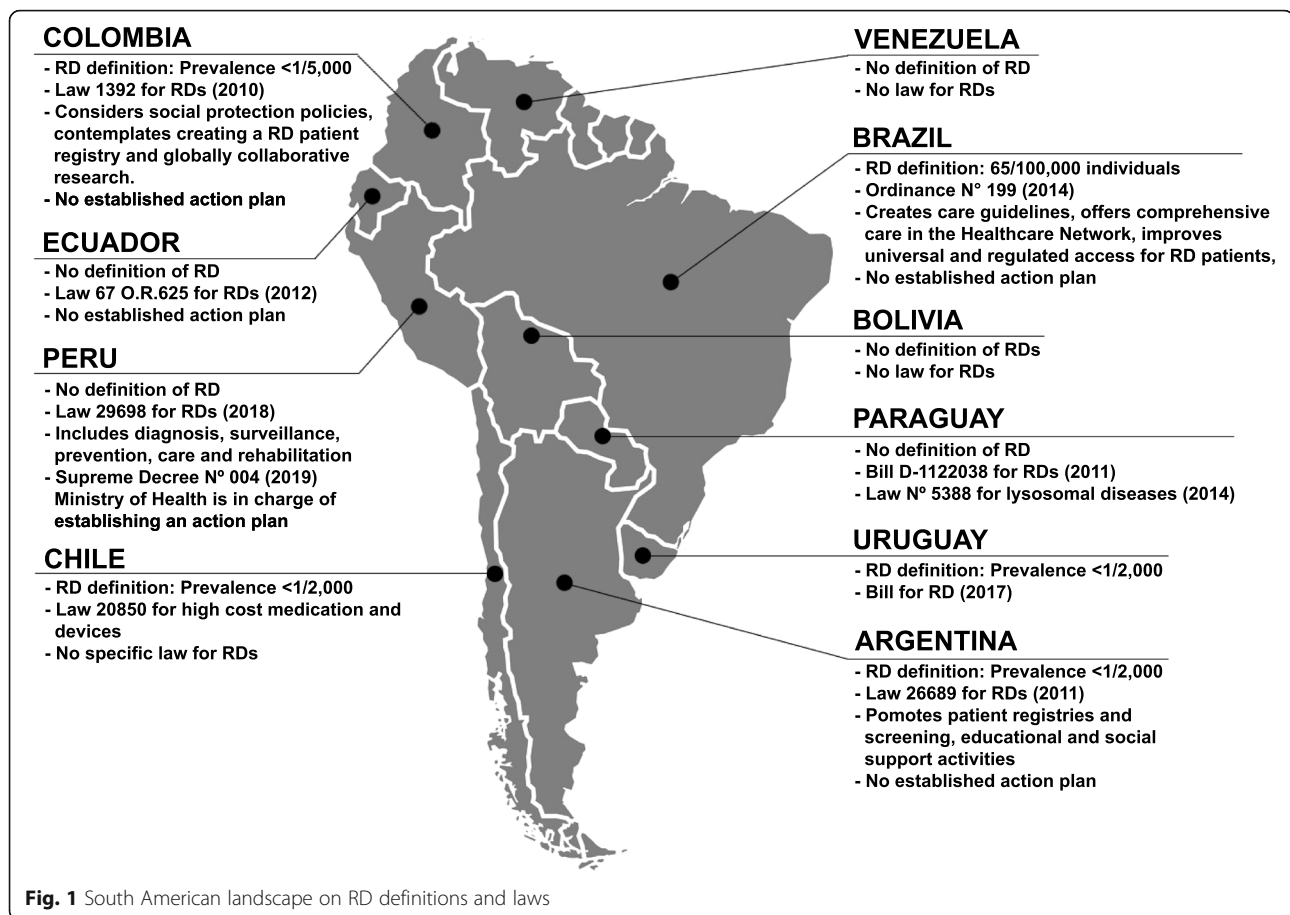 COLOMBIA
- RD definition: Prevalence <1/5,000
- Law 1392 for RDs (2010)
- Considers social protection policies,
contemplates creating a RD patient
registry and globally collaborative
research.
- No established action plan
ECUADOR
- No definition of RD
- Law 67 O.R.625 for RDs (2012)
- No established action plan
PERU
- No definition of RD
- Law 29698 for RDs (2018)
- Includes diagnosis, surveillance,
prevention, care and rehabilitation
- Supreme Decree Nº 004 (2019)
Ministry of Health is in charge of
establishing an action plan
CHILE
- RD definition: Prevalence <1/2,000
- Law 20850 for high cost medication and
devices
- No specific law for RDs
VENEZUELA
- No definition of RD
- No law for RDs
BRAZIL
- RD definition: 65/100,000 individuals
- Ordinance N° 199 (2014)
- Creates care guidelines, offers comprehensive
care in the Healthcare Network, improves
universal and regulated access for RD patients,
- No established action plan
BOLIVIA
- No definition of RDs
- No law for RDs
PARAGUAY
- No definition of RD
- Bill D-1122038 for RDs (2011)
- Law Nº 5388 for lysosomal diseases (2014)
URUGUAY
- RD definition: Prevalence <1/2,000
- Bill for RD (2017)
ARGENTINA
- RD definition: Prevalence <1/2,000
- Law 26689 for RDs (2011)
- Pomotes patient registries and
screening, educational and social
support activities
- No established action plan
Fig. 1 South American landscape on RD definitions and laws